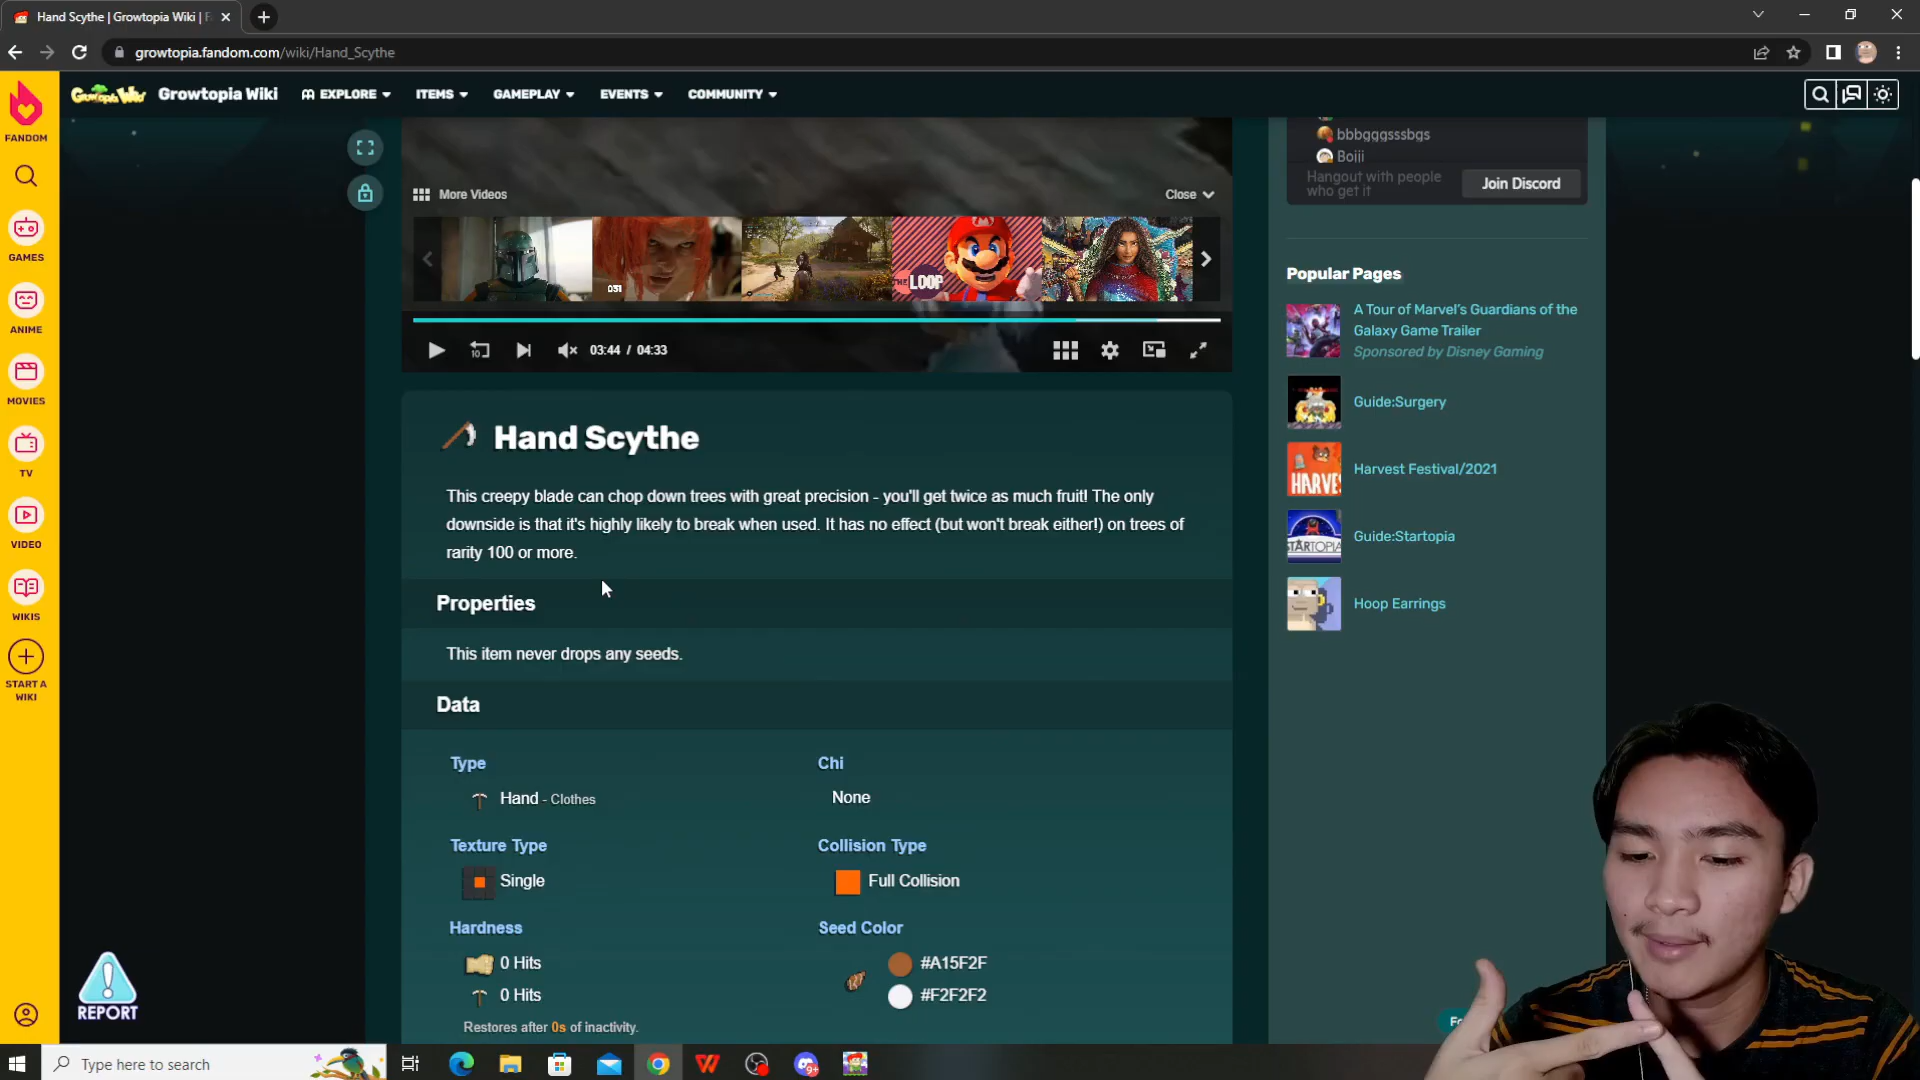 Hand Scythe | Growtopia Wiki | F
growtopia.fandom.com/wiki/Hand_Scythe
FANDOM
GAMES
ANIME
MOVIES
TV
VIDEO
WIKIS
START A
WIKI
Growtopia Wiki
EXPLORE
ITEMS
GAMEPLAY
EVENTS
COMMUNITY
More Videos
Close
THE LOOP
10
03:44 / 04:33
Hand Scythe
This creepy blade can chop down trees with great precision - you'll get twice as much fruit! The only
downside is that it's highly likely to break when used. It has no effect (but won't break either!) on trees of
rarity 100 or more.
Properties
This item never drops any seeds.
Data
Type
Hand - Clothes
Chi
None
Texture Type
Single
Collision Type
Full Collision
Hardness
0 Hits
0 Hits
Restores after 0s of inactivity.
Seed Color
#A15F2F
#F2F2F2
bbbgggsssbgs
Boiji
Hangout with people
who get it
Join Discord
Popular Pages
A Tour of Marvel's Guardians of the
Galaxy Game Trailer
Sponsored by Disney Gaming
Guide:Surgery
HARVES
Harvest Festival/2021
STARTOPIA
Guide:Startopia
Hoop Earrings
REPORT
Fo
Type here to search
9+